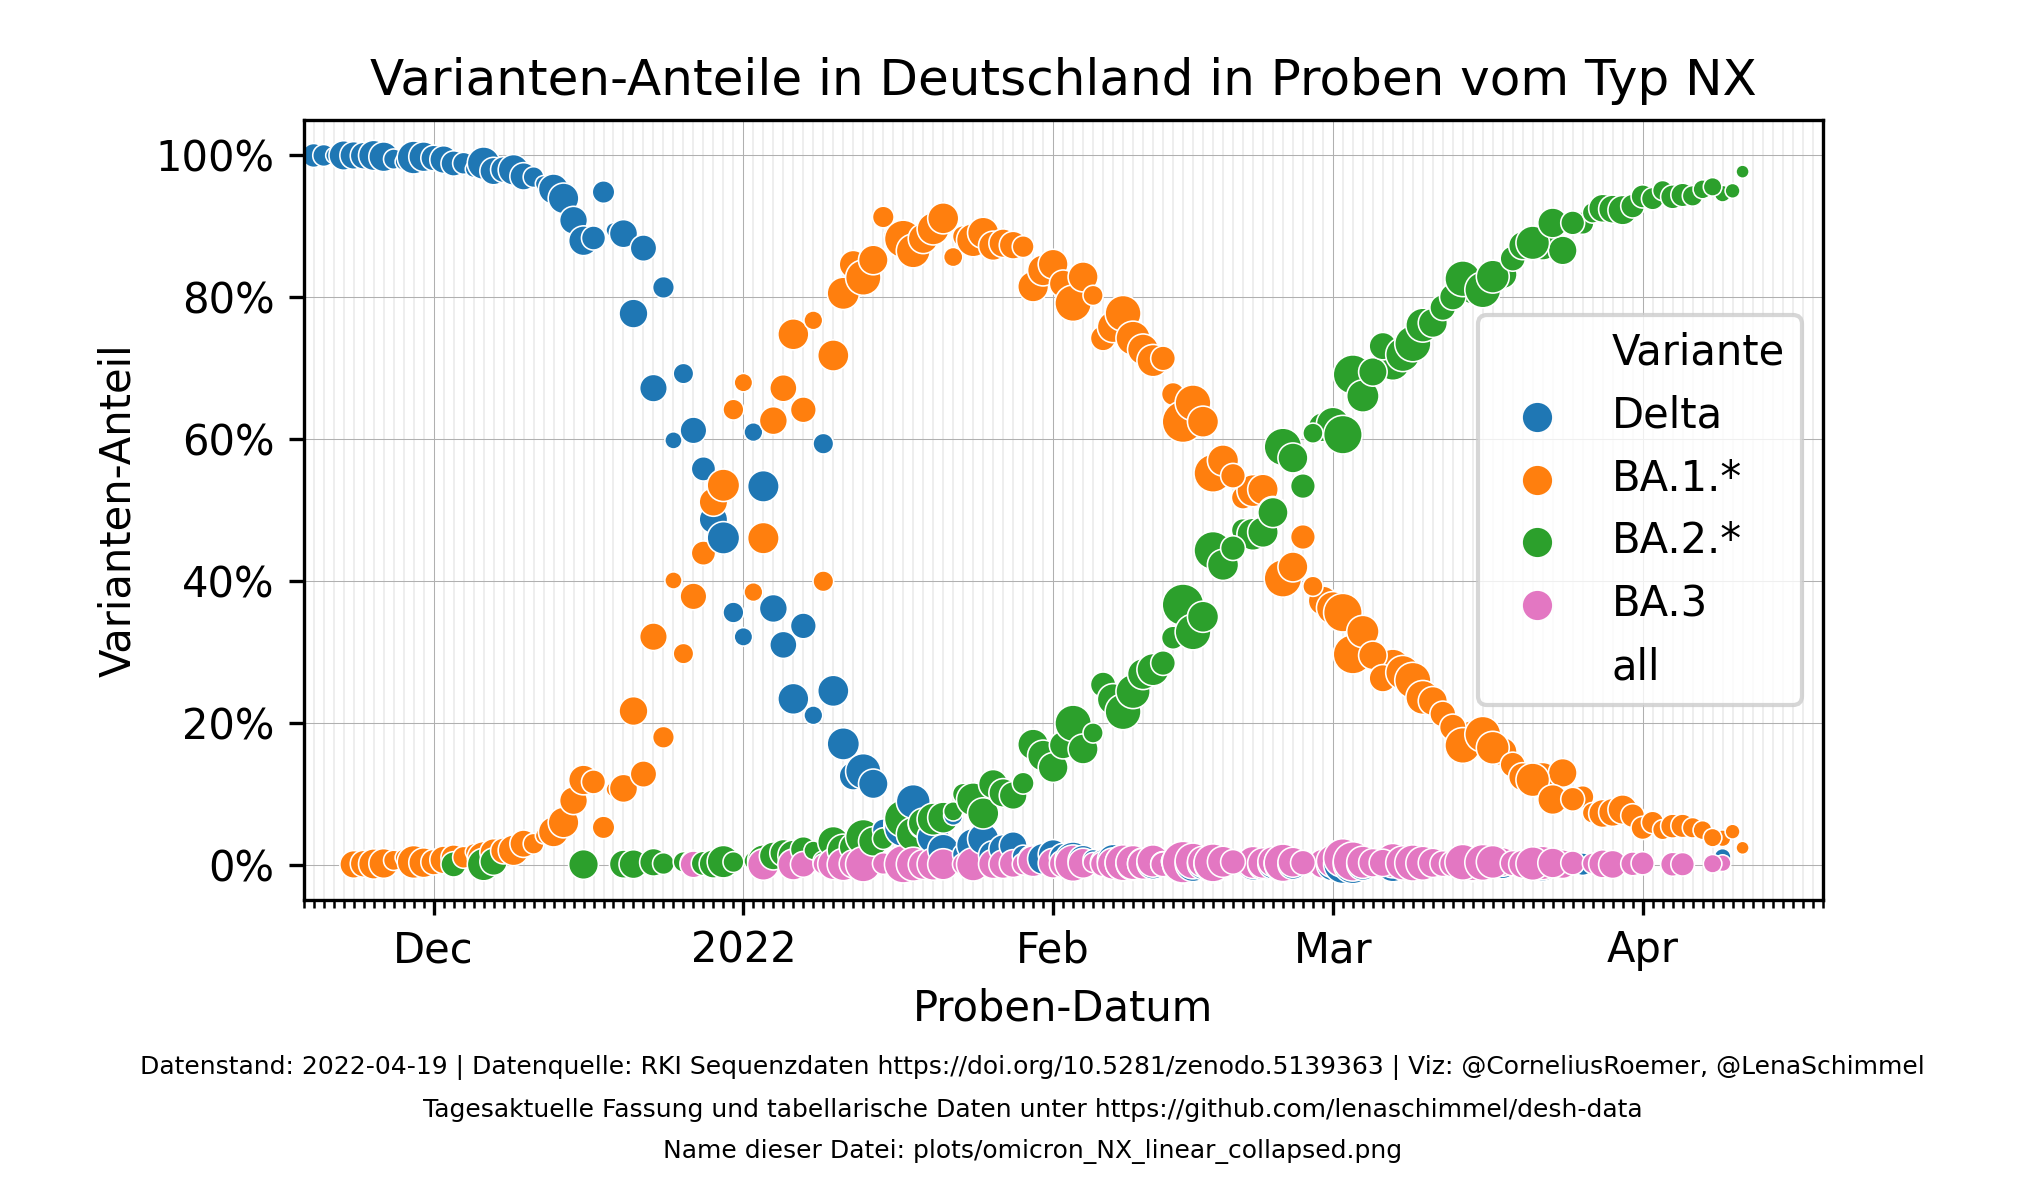 Varianten-Anteile in Deutschland in Proben vom Typ NX
100%
80%
60%
40%
20%
0%
Varianten-Anteil
Variante
Delta
BA.1.*
BA.2.*
BA.3
all
Dec
2022
Feb
Mar
Apr
Proben-Datum
Datenstand: 2022-04-19 | Datenquelle: RKI Sequenzdaten https://doi.org/10.5281/zenodo.5139363 | Viz: @CorneliusRoemer, @LenaSchimmel
Tagesaktuelle Fassung und tabellarische Daten unter https://github.com/lenaschimmel/desh-data
Name dieser Datei: plots/omicron_NX_linear_collapsed.png